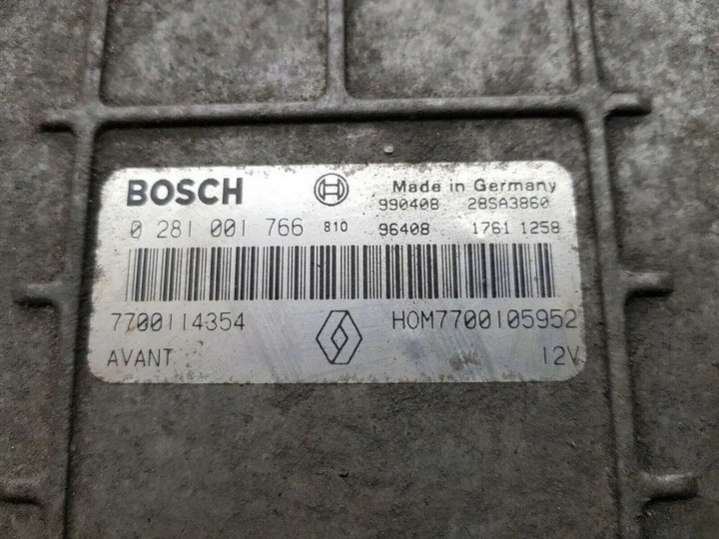 BOSCH Made in Germany
990408 28SA3860
0 281 001 766 810 96408 1761 1258
7700114354 HOM7700105952
AVANT 12V